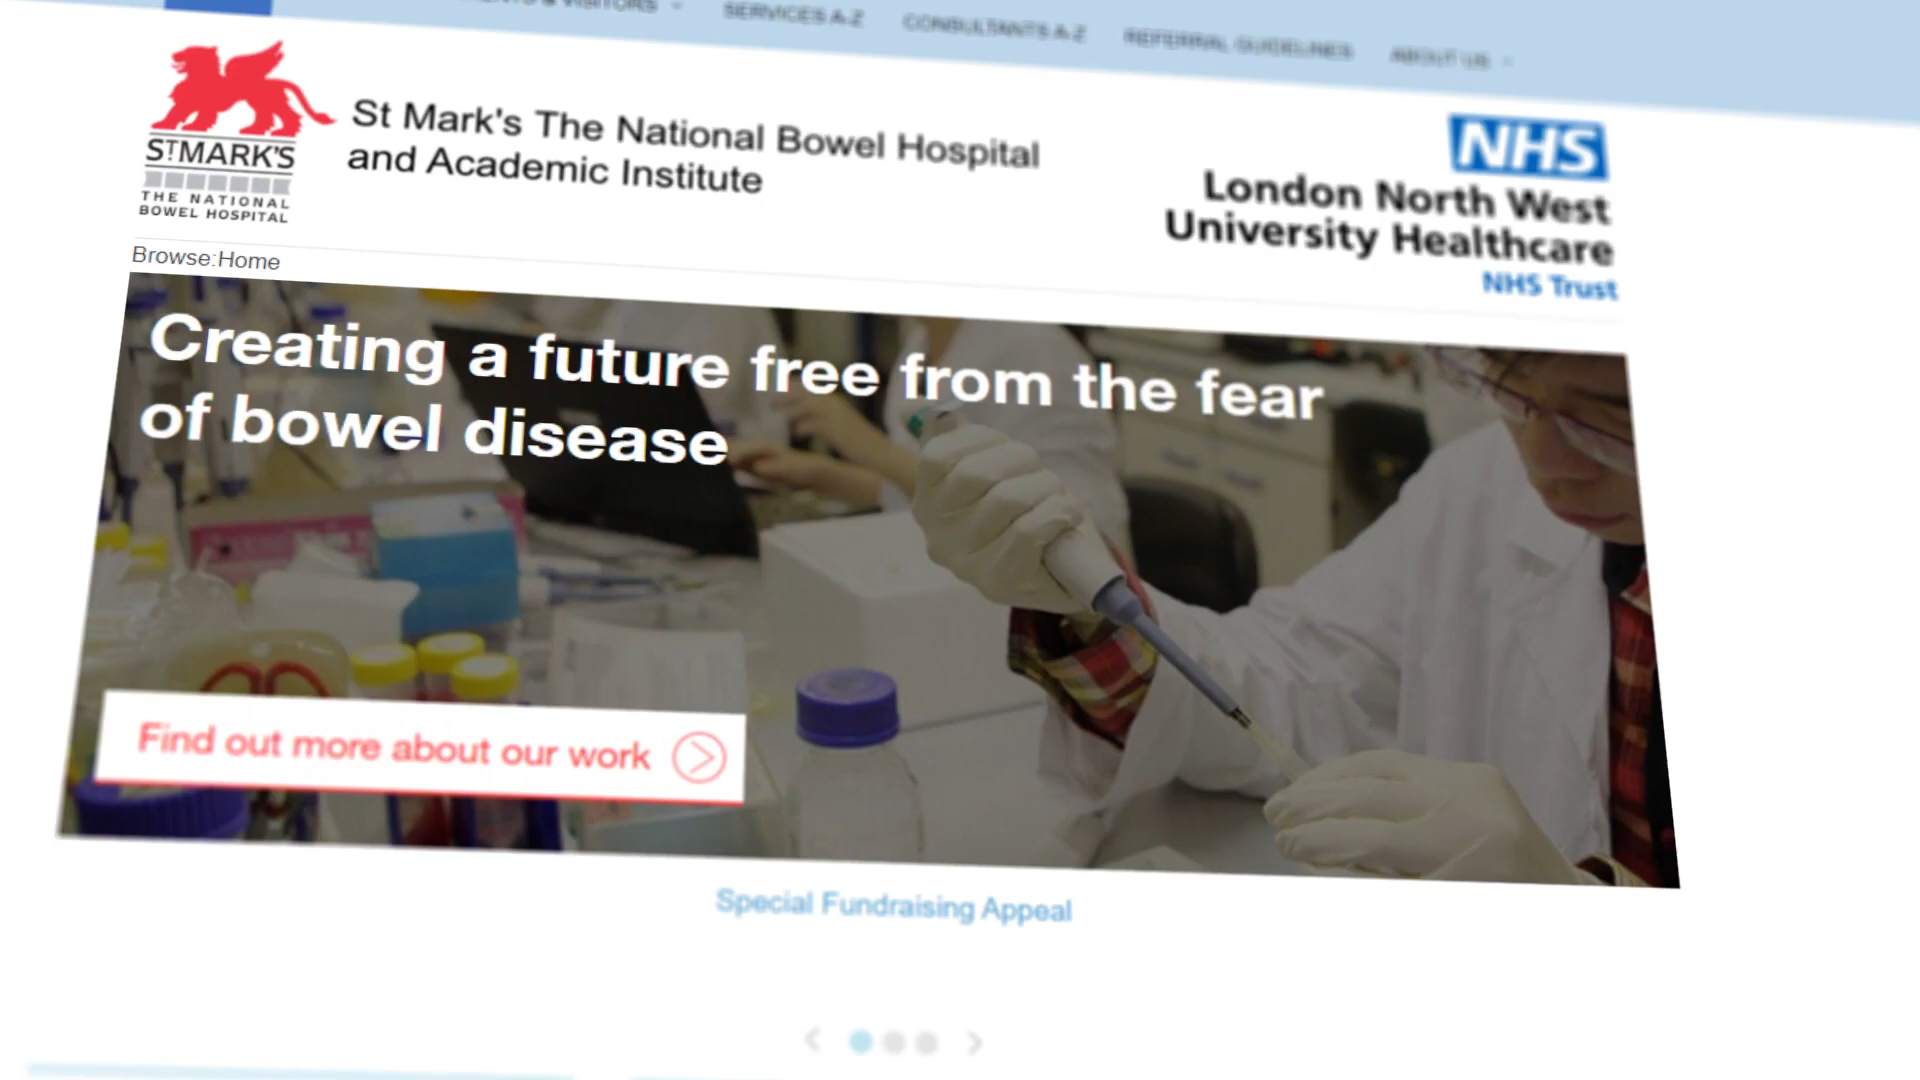 VISITORS
SERVICES A-Z
CONSULTANTS A-Z
REFERRAL GUIDELINES
ABOUT US
St Mark's The National Bowel Hospital
and Academic Institute
STMARK'S
THE NATIONAL
BOWEL HOSPITAL
NHS
London North West
University Healthcare
NHS Trust
Browse:Home
Creating a future free from the fear
of bowel disease
Find out more about our work
Special Fundraising Appeal